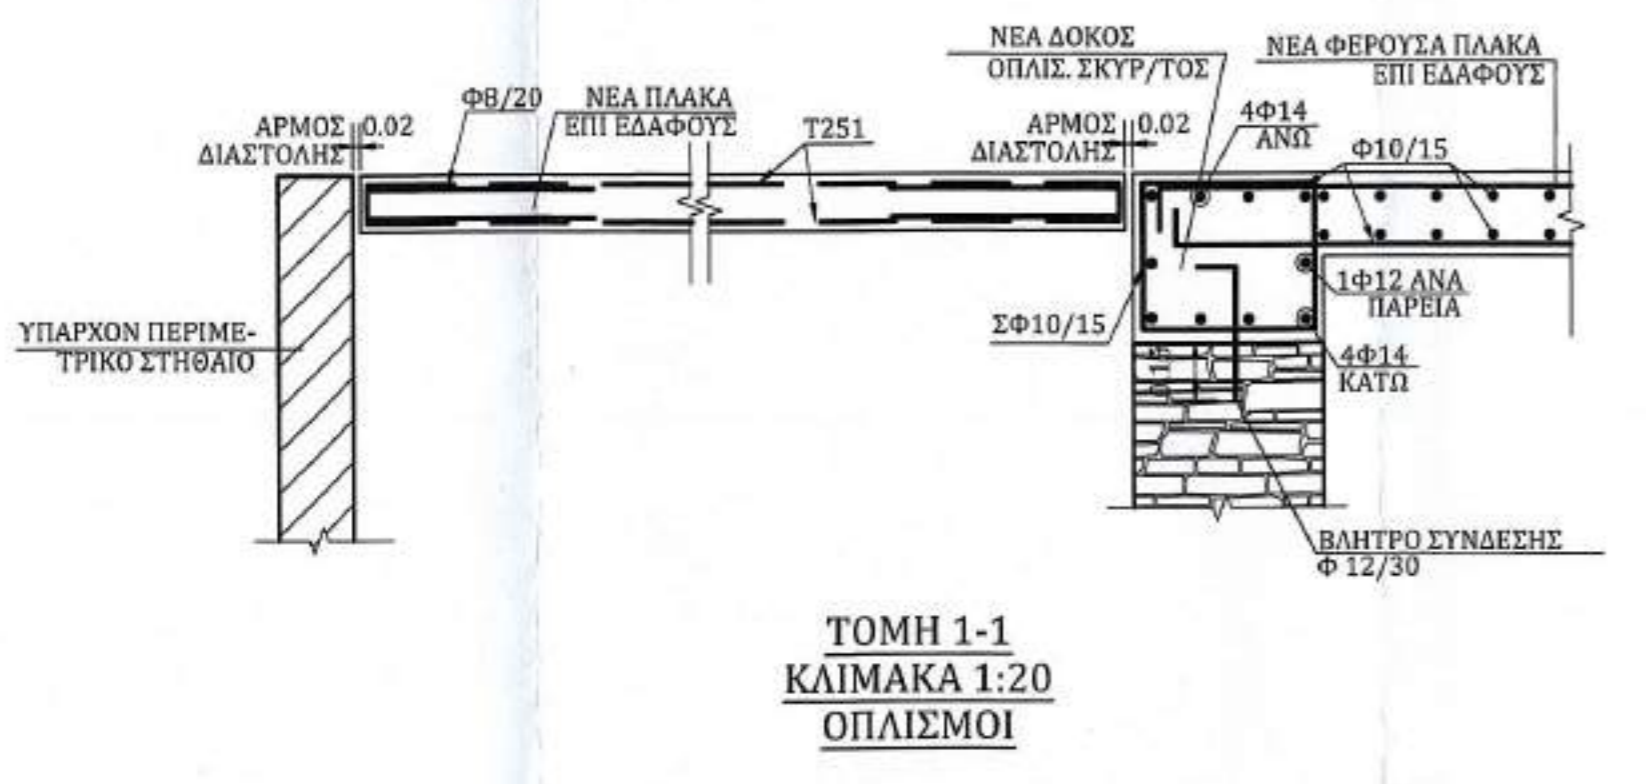 ΝΕΑ ΔΟΚΟΣ
ΟΠΛΙΣ. ΣΚΥΡ/ΤΟΣ
ΝΕΑ ΦΕΡΟΥΣΑ ΠΛΑΚΑ
ΕΠΙ ΕΔΑΦΟΥΣ
Φ8/20
ΝΕΑ ΠΛΑΚΑ
ΕΠΙ ΕΔΑΦΟΥΣ
ΑΡΜΟΣ 0.02
ΔΙΑΣΤΟΛΗΣ
Τ251
ΑΡΜΟΣ 0.02
ΔΙΑΣΤΟΛΗΣ
4Φ14
ΑΝΩ
Φ10/15
ΥΠΑΡΧΟΝ ΠΕΡΙΜΕ-
ΤΡΙΚΟ ΣΤΗΘΑΙΟ
ΣΦ10/15
1Φ12 ΑΝΑ
ΠΑΡΕΙΑ
4Φ14
ΚΑΤΩ
ΒΛΗΤΡΟ ΣΥΝΔΕΣΗΣ
Φ 12/30
ΤΟΜΗ 1-1
ΚΛΙΜΑΚΑ 1:20
ΟΠΛΙΣΜΟΙ